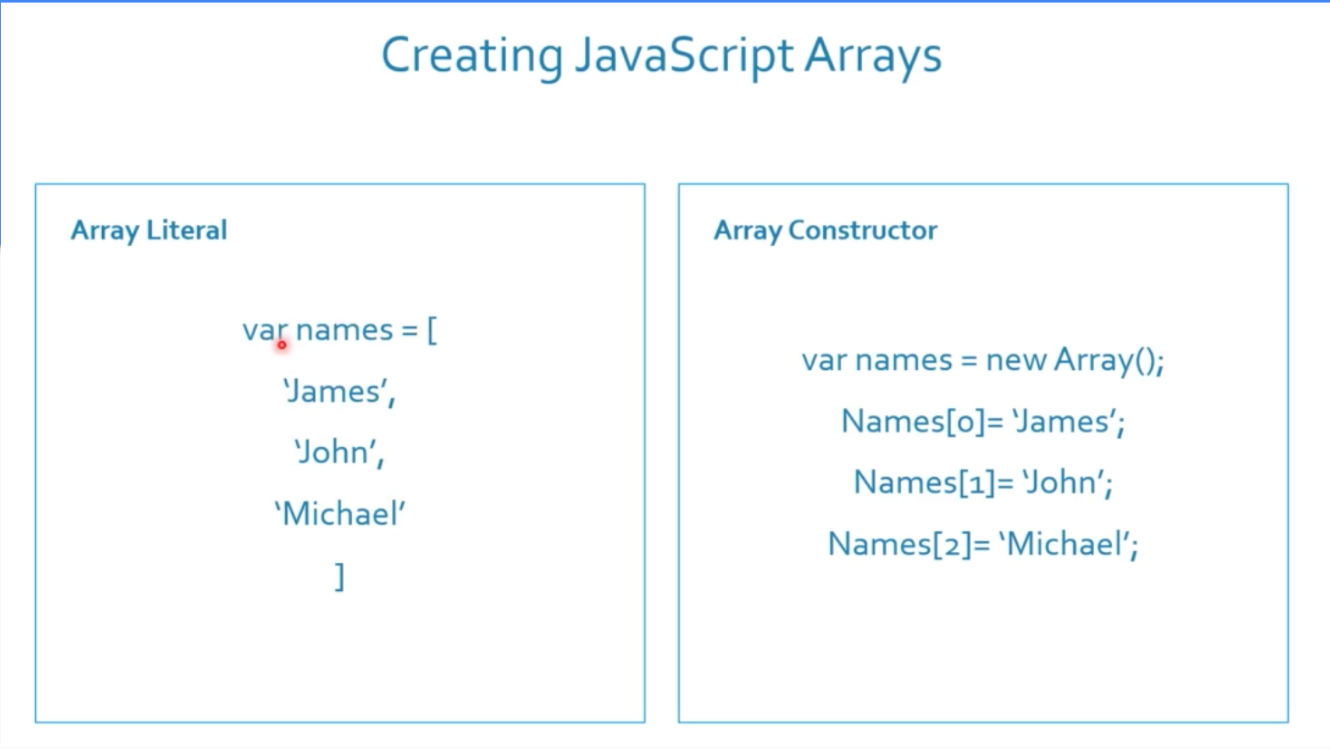 Creating JavaScript Arrays
Array Literal
var names = [
‘James’,
‘John’,
‘Michael’
]
Array Constructor
var names = new Array();
Names[0]= ‘James’;
Names[1]= ‘John’;
Names[2]= ‘Michael’;